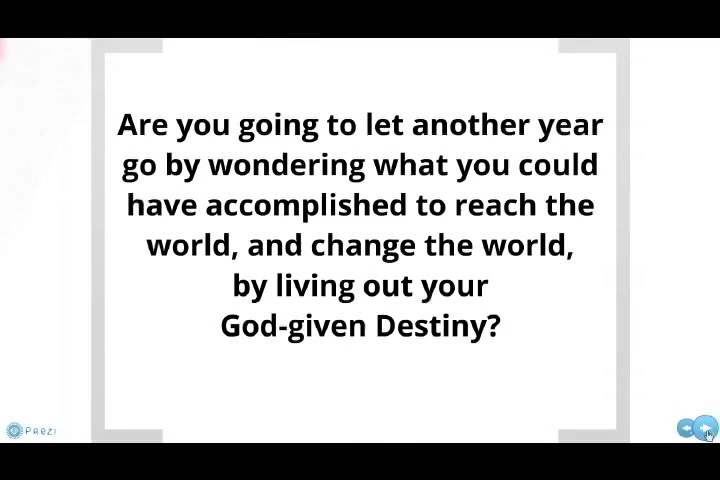 Are you going to let another year
go by wondering what you could
have accomplished to reach the
world, and change the world,
by living out your
God-given Destiny?
PREZI